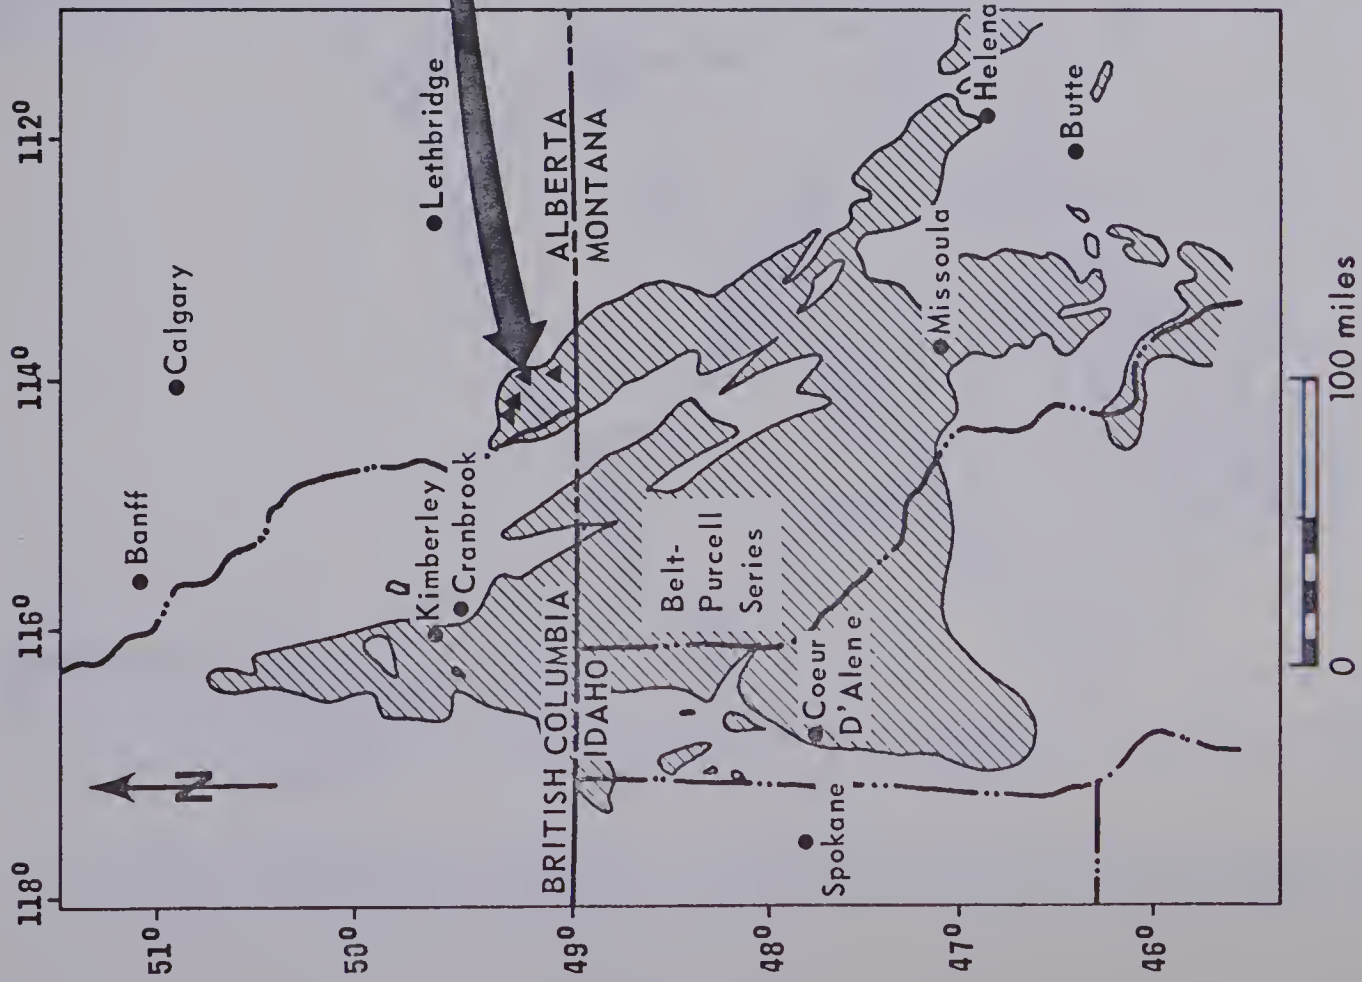 118°
116°
114°
112°
51°
50°
49°
48°
47°
46°
N
Banff
Calgary
Lethbridge
Kimberley
Cranbrook
BRITISH COLUMBIA
ALBERTA
IDAHO
MONTANA
Belt-
Purcell
Series
Coeur
D'Alene
Spokane
Missoula
Helena
Butte
0
100 miles